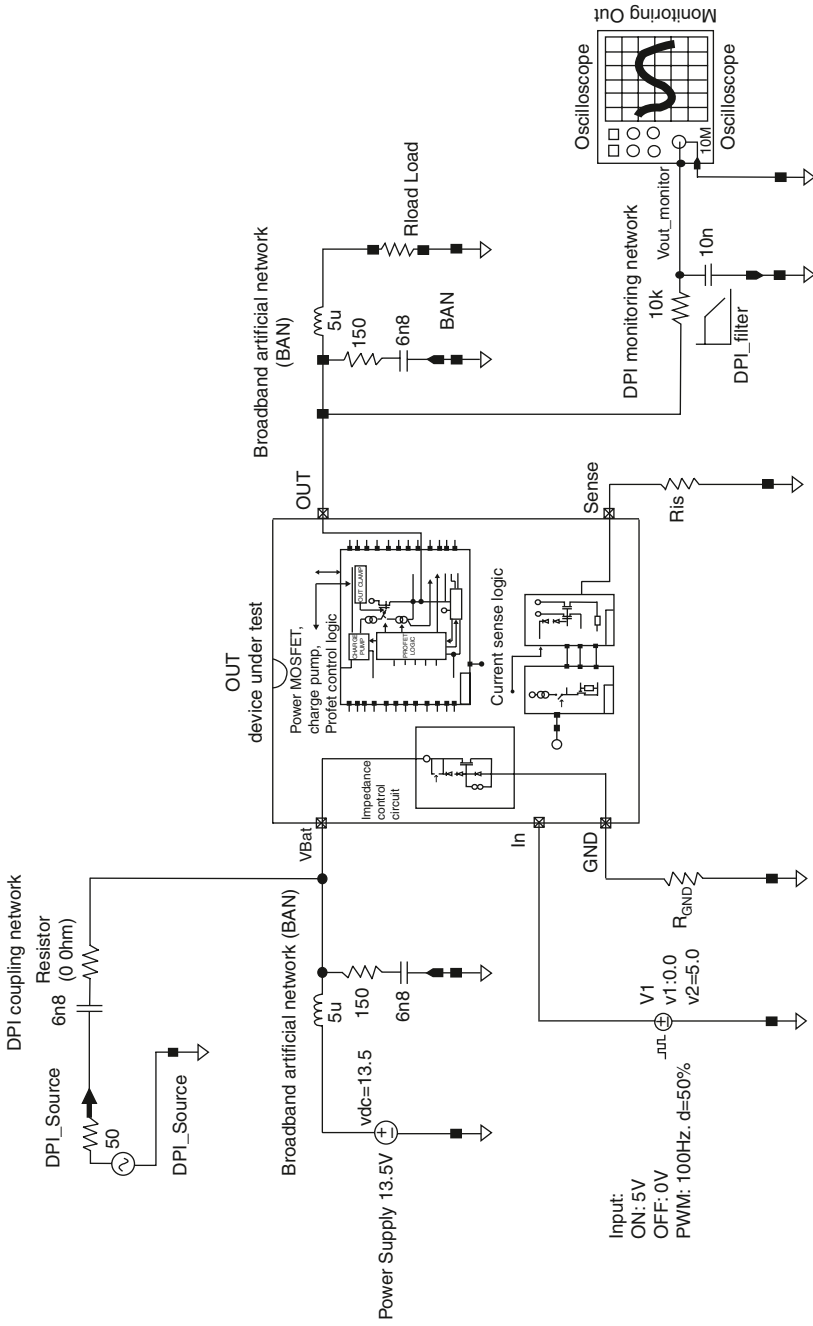 DPI coupling network
Resistor
(0 Ohm)
6n8
DPI_Source
50
DPI_Source
Broadband artificial network (BAN)
5u
150
6n8
vdc=13.5
Power Supply 13.5V
Input:
ON: 5V
OFF: 0V
PWM: 100Hz. d=50%
V1
v1:0.0
v2=5.0
RGND
OUT
device under test
VBat
In
GND
Impedance
control
circuit
Power MOSFET,
charge pump,
Profet control logic
CHARGE
PUMP
OUT CLAMP
PROFET
LOGIC
Current sense logic
OUT
Sense
Ris
Broadband artificial network
(BAN)
5u
150
6n8
BAN
Rload Load
DPI monitoring network
10k
Vout_monitor
10n
DPI_filter
Oscilloscope
10M
Oscilloscope
Monitoring Out